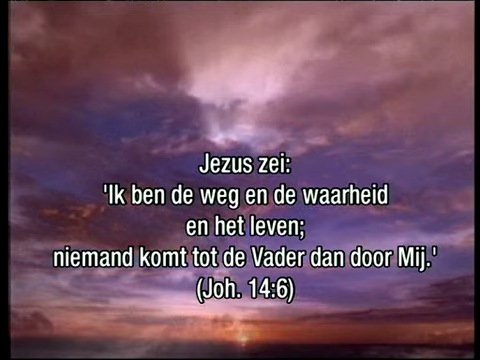 Jezus zei:
'Ik ben de weg en de waarheid
en het leven;
niemand komt tot de Vader dan door Mij.'
(Joh. 14:6)